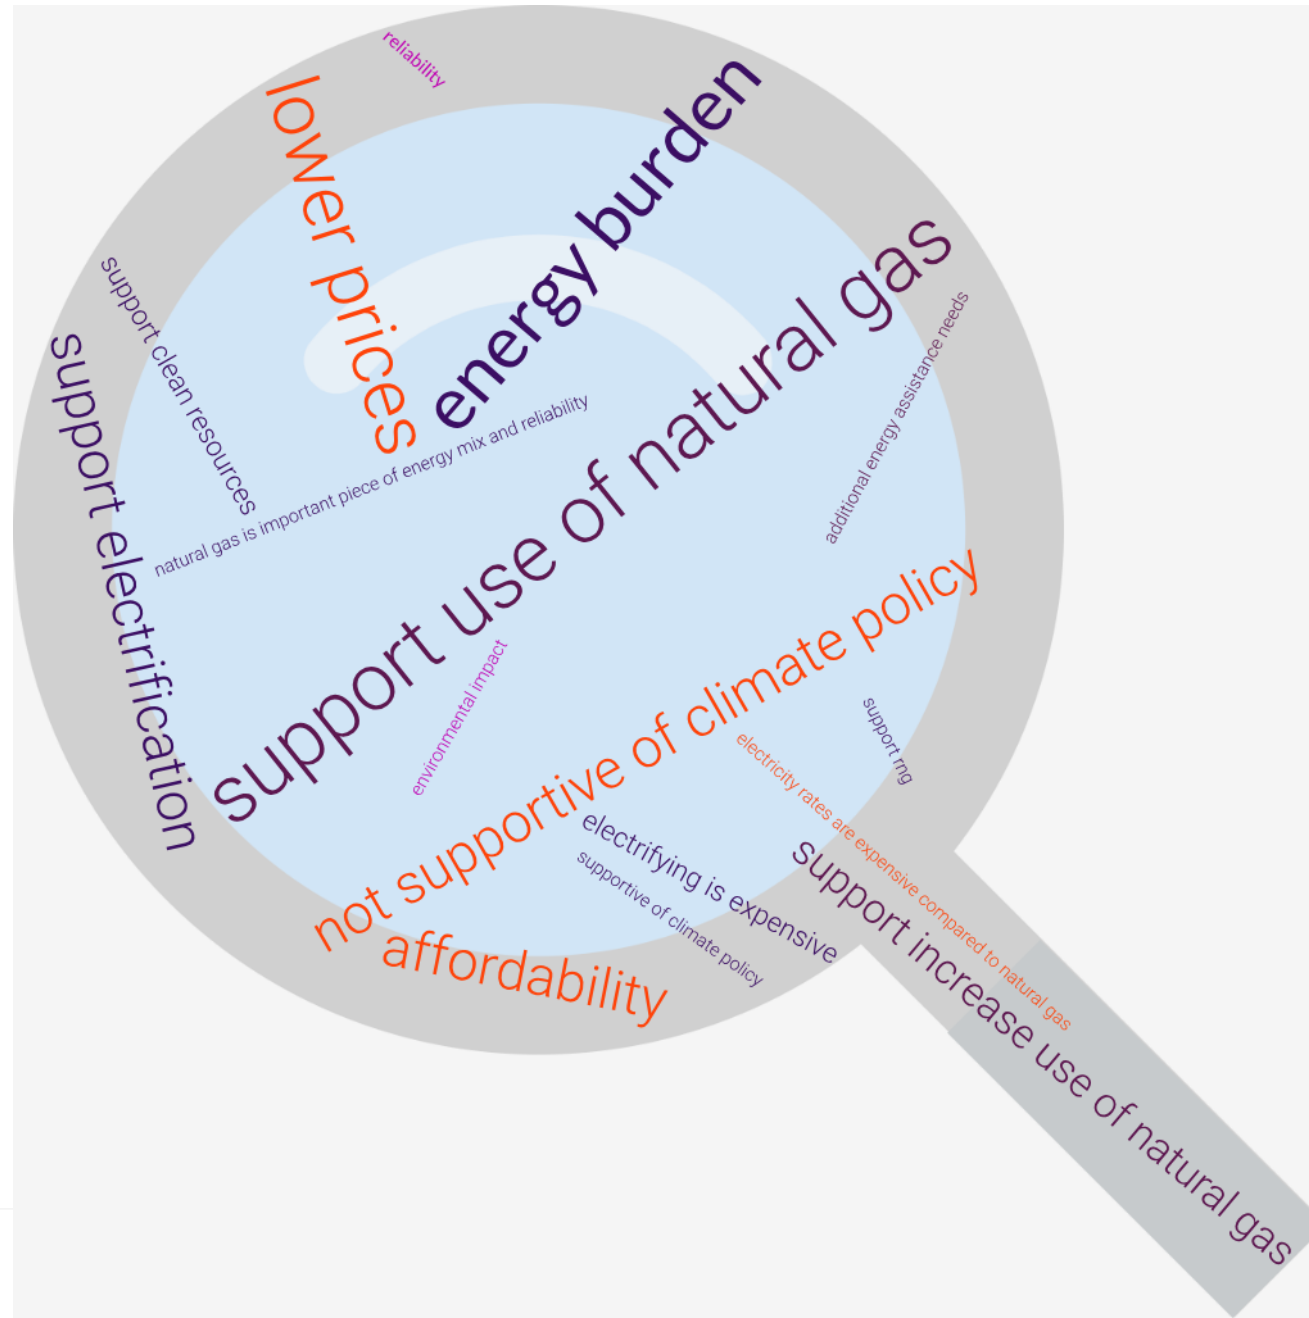 reliability
lower prices
energy burden
support use of natural gas
support clean resources
additional energy assistance needs
support electrification
natural gas is important piece of energy mix and reliability
not supportive of climate policy
environmental impact
support rng
electricity rates are expensive compared to natural gas
electrifying is expensive
supportive of climate policy
support increase use of natural gas
affordability